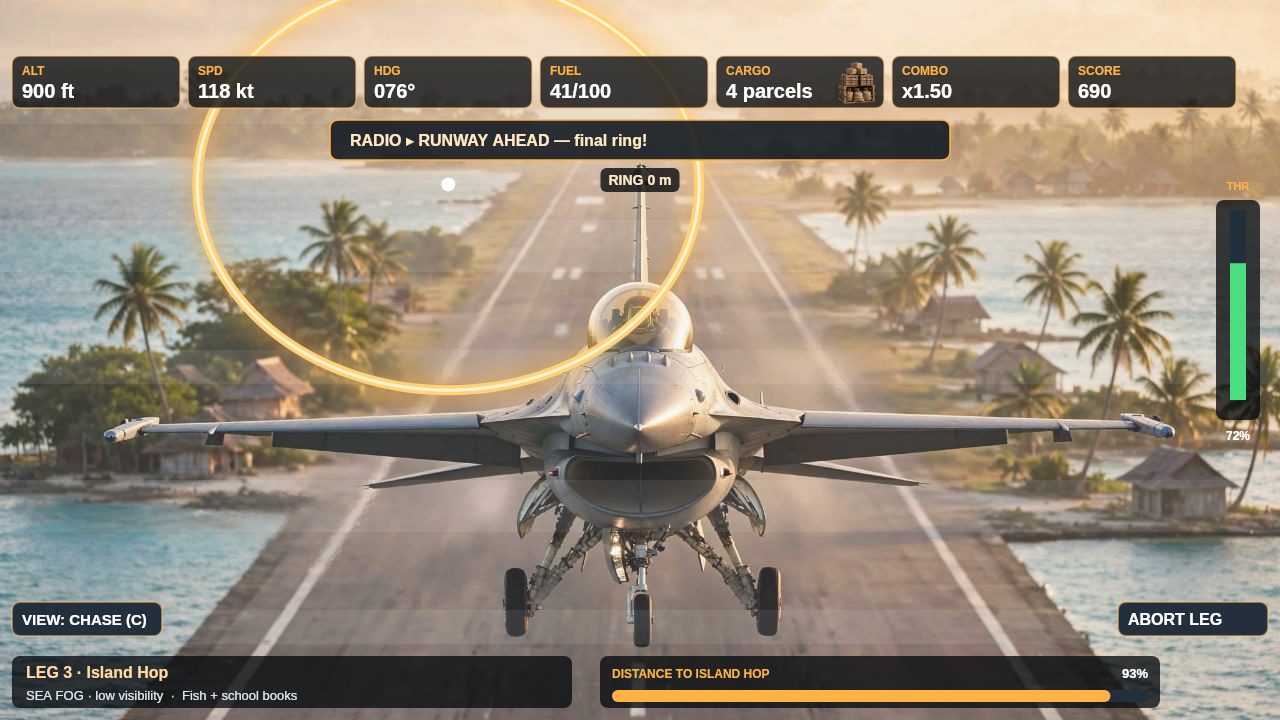 ALT
900 ft
SPD
118 kt
HDG
076°
FUEL
41/100
CARGO
4 parcels
COMBO
x1.50
SCORE
690
RADIO ▸ RUNWAY AHEAD — final ring!
RING 0 m
THR
72%
VIEW: CHASE (C)
ABORT LEG
LEG 3 · Island Hop
SEA FOG · low visibility · Fish + school books
DISTANCE TO ISLAND HOP
93%